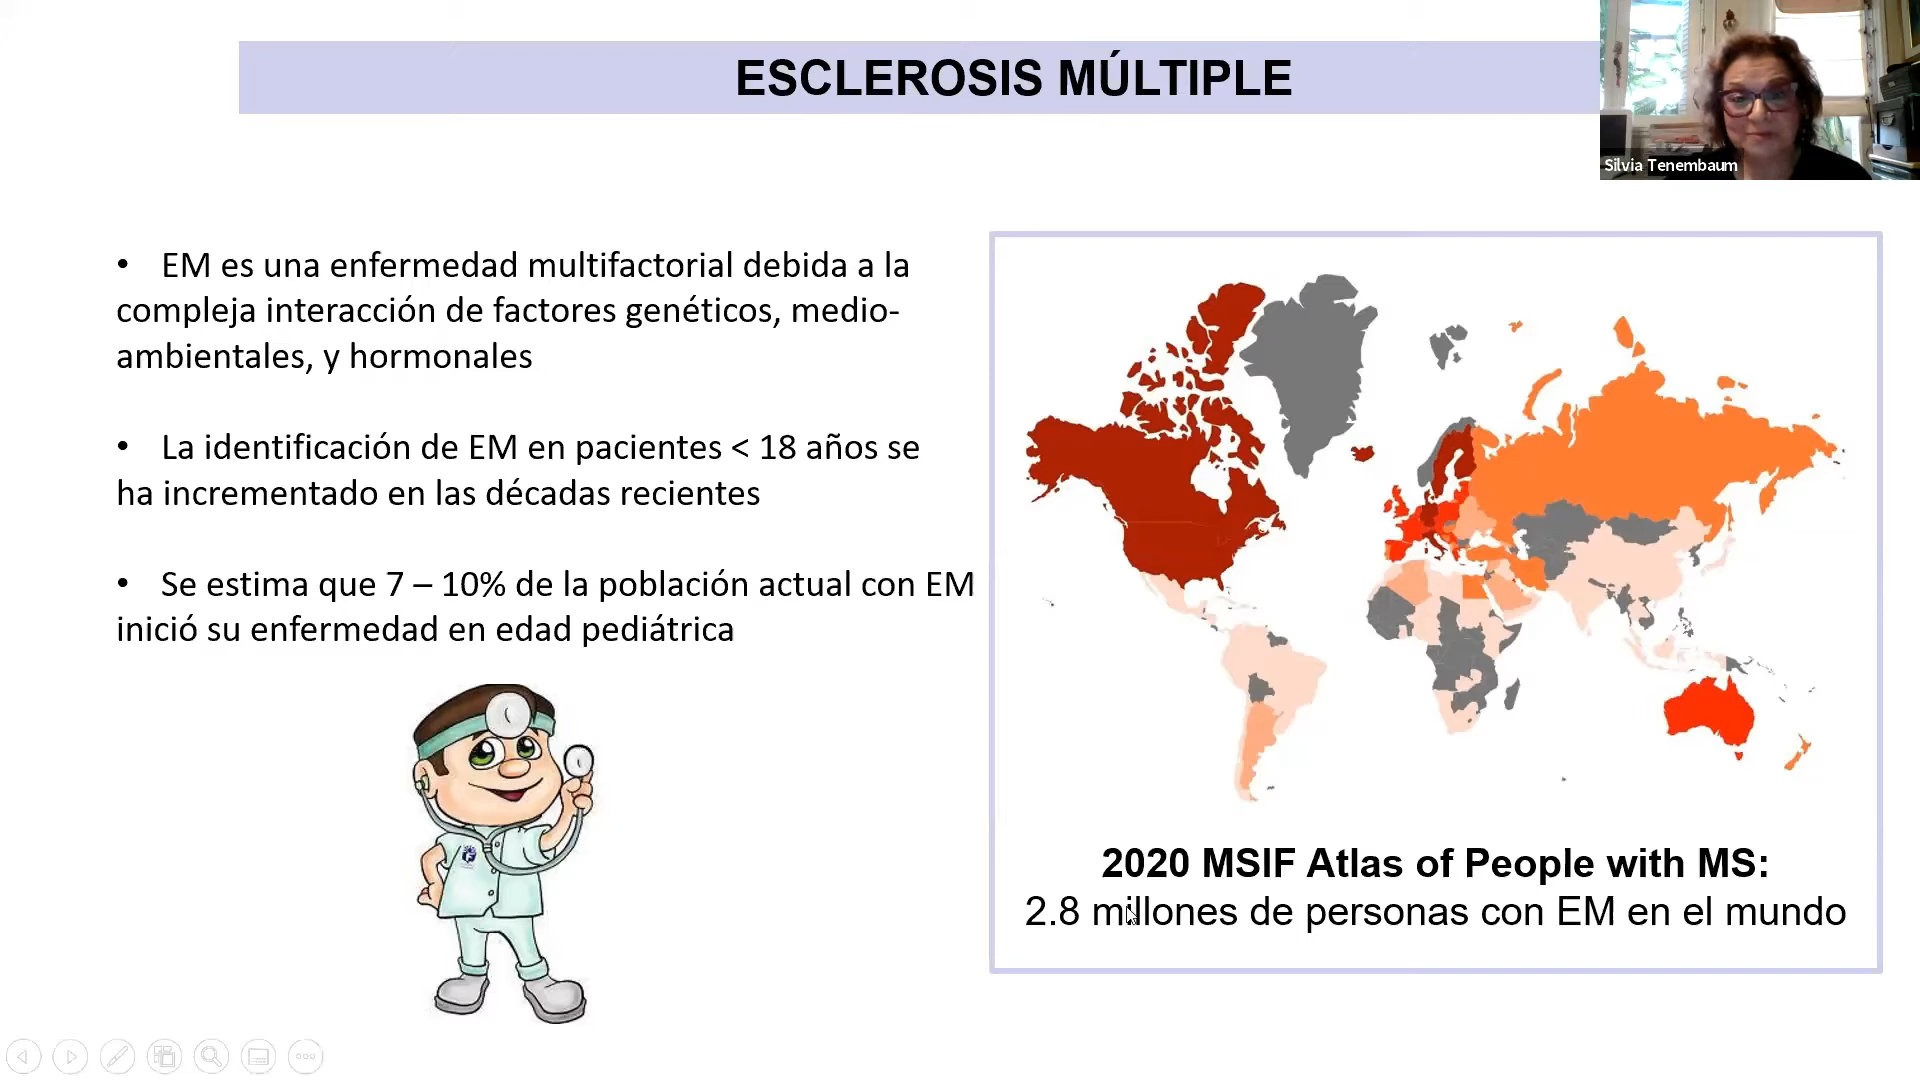 ESCLEROSIS MÚLTIPLE
Silvia Tenembaum
• EM es una enfermedad multifactorial debida a la
compleja interacción de factores genéticos, medio-
ambientales, y hormonales
• La identificación de EM en pacientes < 18 años se
ha incrementado en las décadas recientes
• Se estima que 7 – 10% de la población actual con EM
inició su enfermedad en edad pediátrica
2020 MSIF Atlas of People with MS:
2.8 millones de personas con EM en el mundo